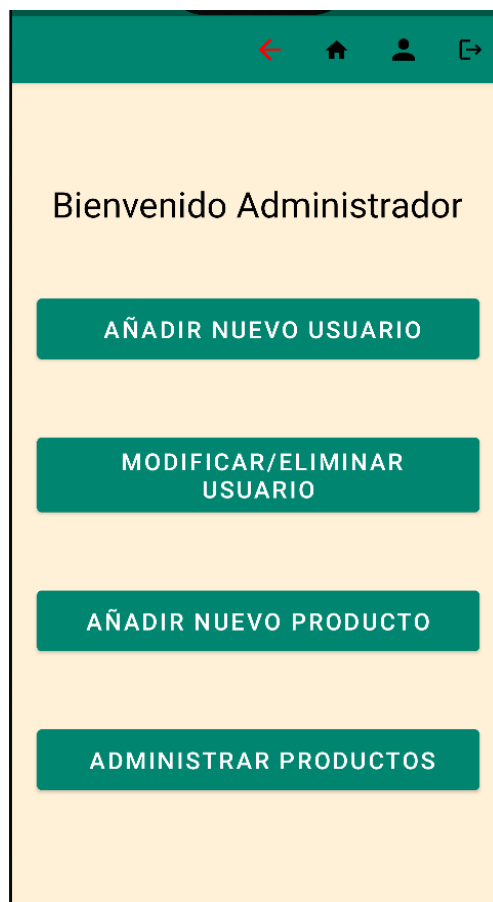 Bienvenido Administrador
AÑADIR NUEVO USUARIO
MODIFICAR/ELIMINAR
USUARIO
AÑADIR NUEVO PRODUCTO
ADMINISTRAR PRODUCTOS